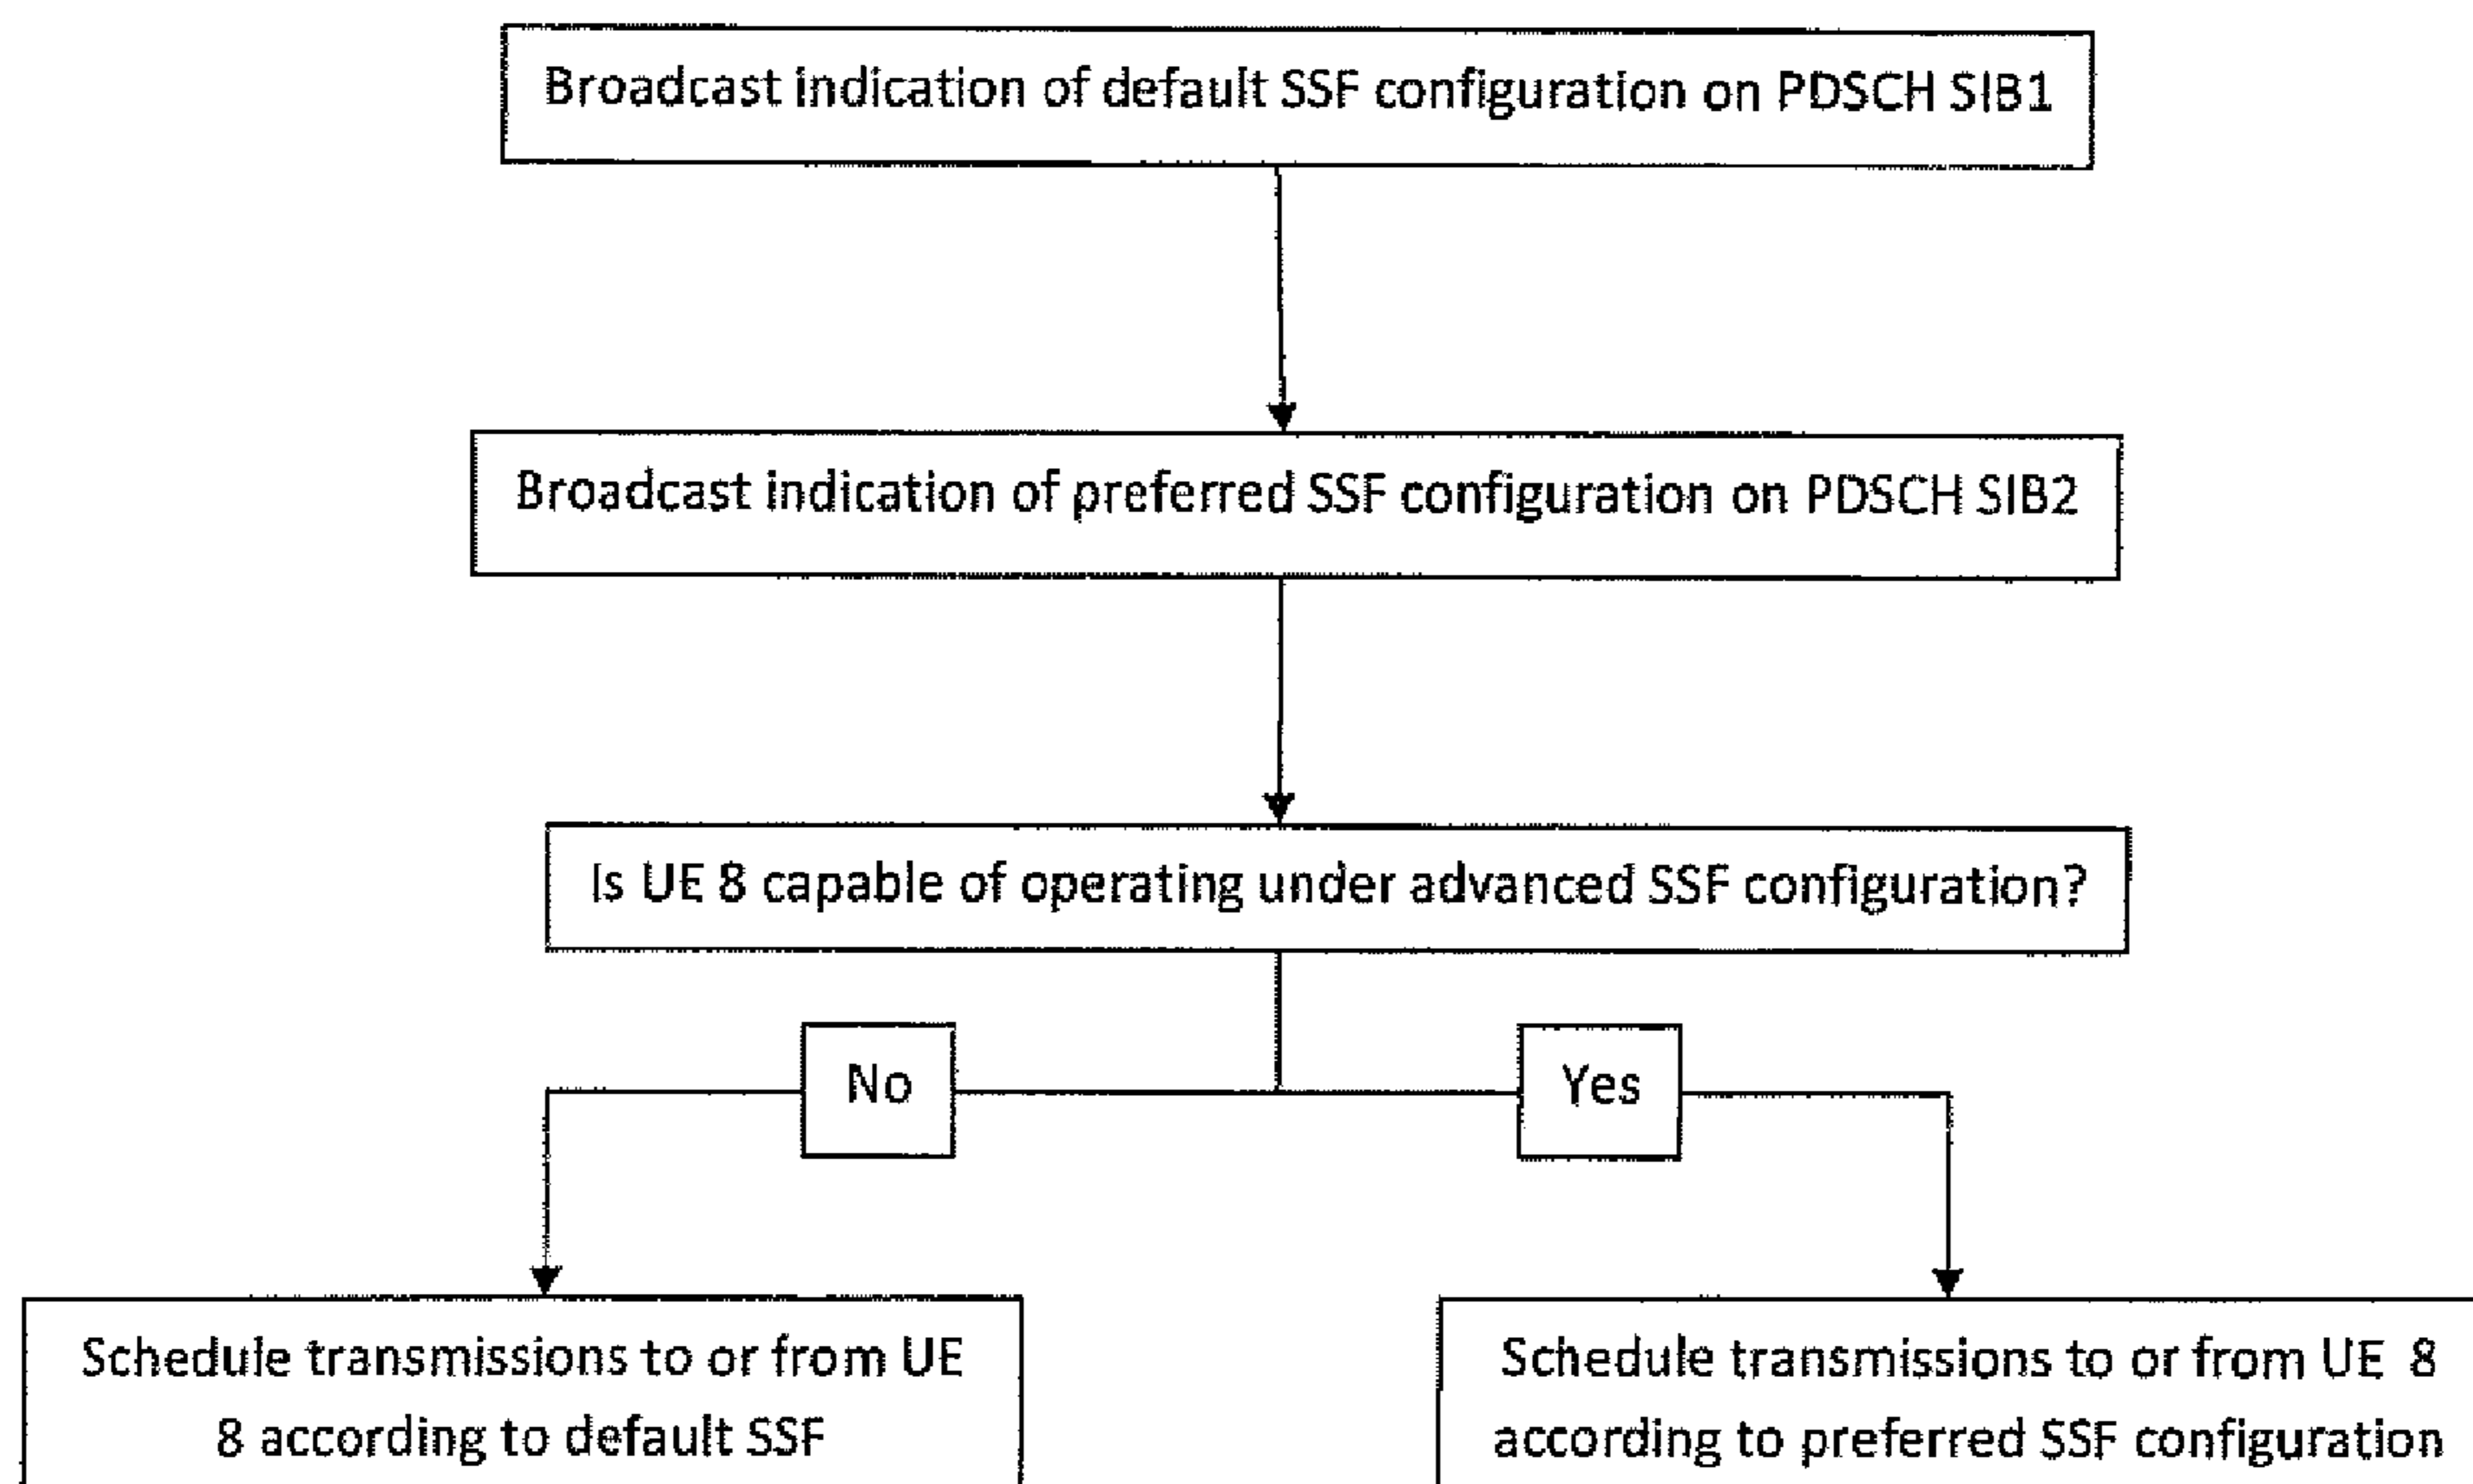 Broadcast indication of default SSF configuration on PDSCH SIB1
Broadcast indication of preferred SSF configuration on PDSCH SIB2
Is UE 8 capable of operating under advanced SSF configuration?
No
Yes
Schedule transmissions to or from UE
8 according to default SSF
Schedule transmissions to or from UE 8
according to preferred SSF configuration